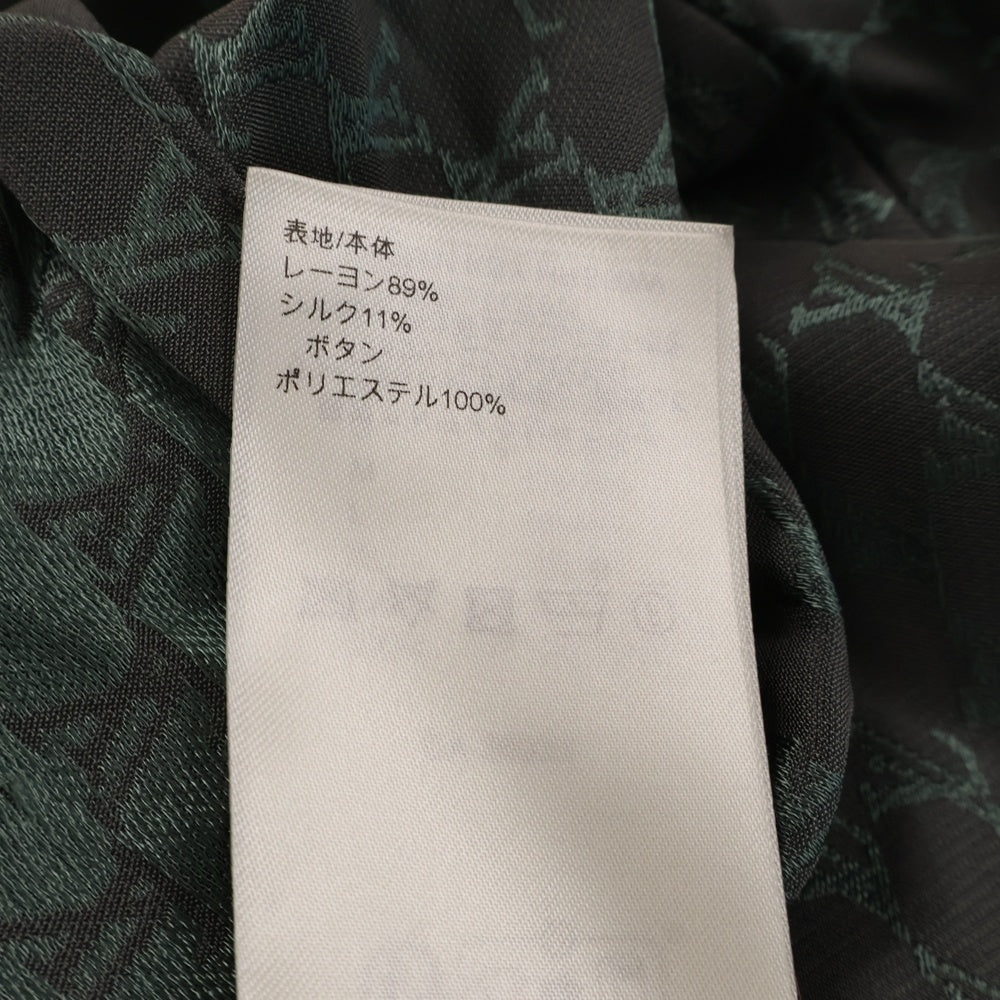 表地/本体
レーヨン89%
シルク11%
ボタン
ポリエステル100%